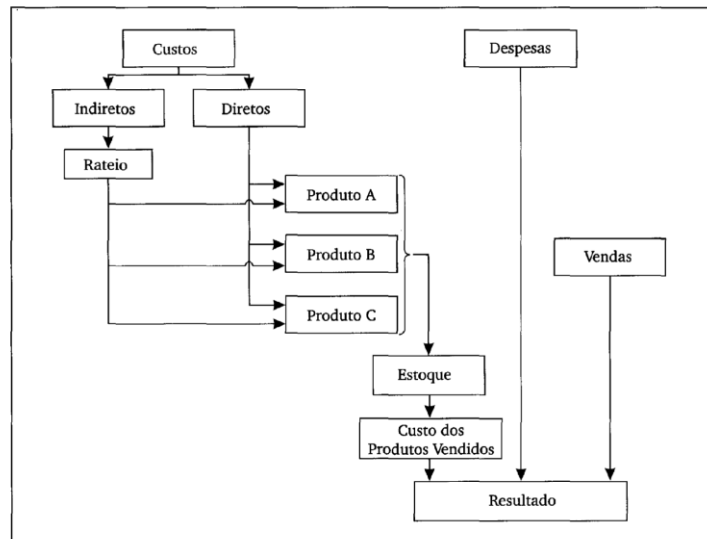 Custos
Despesas
Indiretos
Diretos
Rateio
Produto A
Produto B
Vendas
Produto C
Estoque
Custo dos
Produtos Vendidos
Resultado